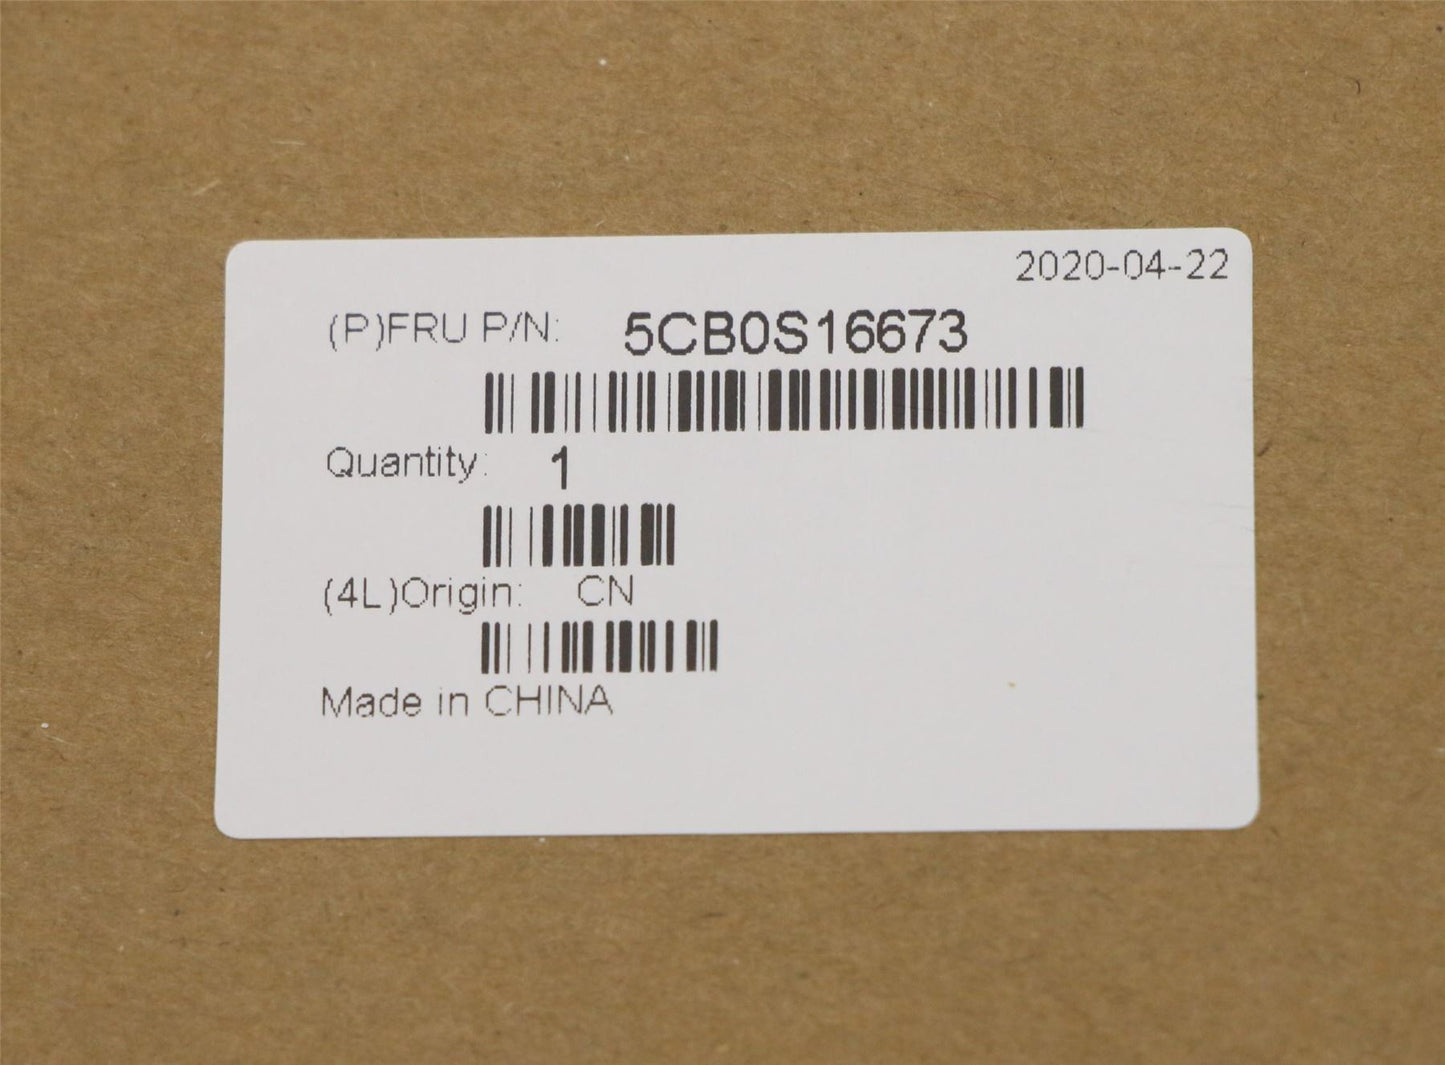 2020-04-22
(P)FRU P/N: 5CB0S16673
Quantity: 1
(4L)Origin: CN
Made in CHINA